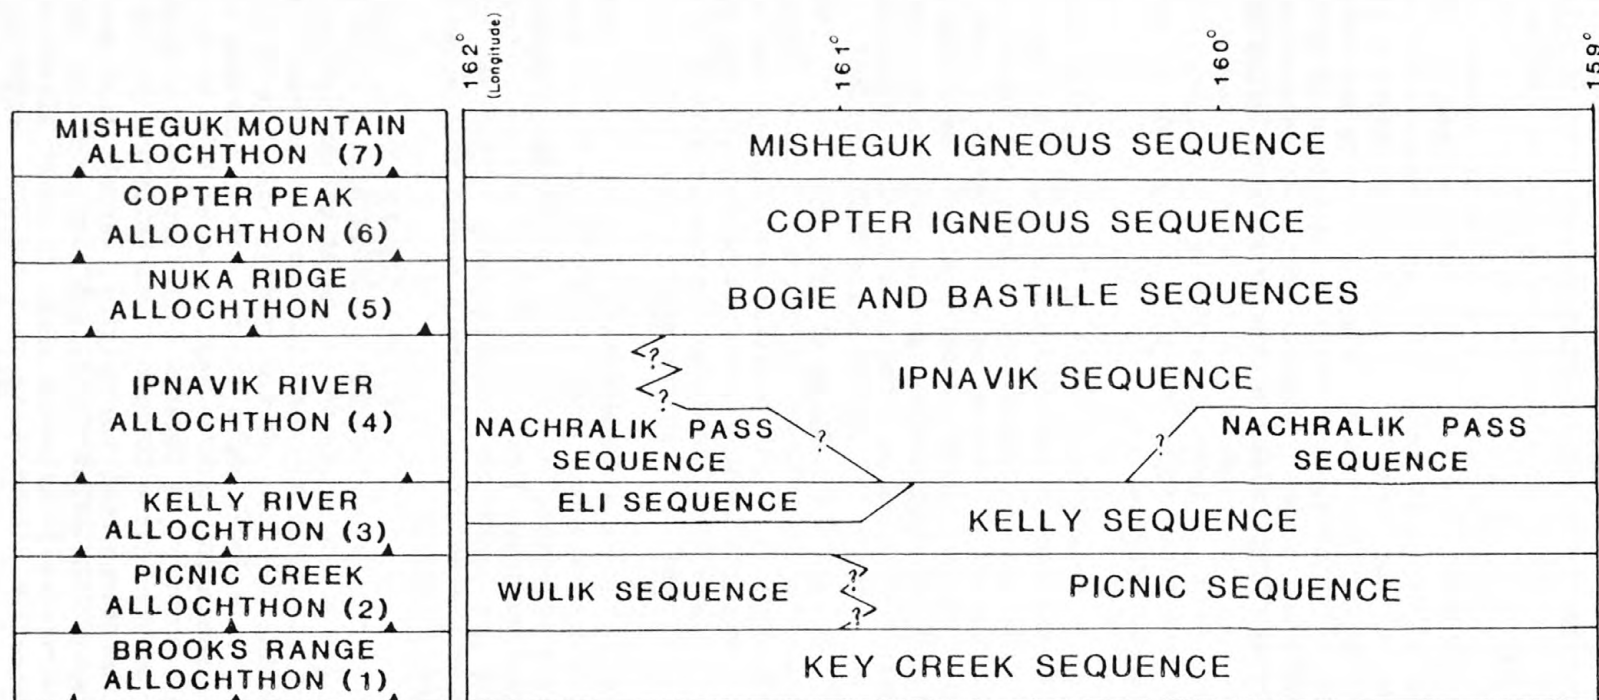 162°
(Longitude)
161°
160°
159°
MISHEGUK MOUNTAIN
ALLOCHTHON (7)
MISHEGUK IGNEOUS SEQUENCE
COPTER PEAK
ALLOCHTHON (6)
COPTER IGNEOUS SEQUENCE
NUKA RIDGE
ALLOCHTHON (5)
BOGIE AND BASTILLE SEQUENCES
IPNAVIK RIVER
ALLOCHTHON (4)
?
?
IPNAVIK SEQUENCE
NACHRALIK PASS
SEQUENCE
?
?
NACHRALIK PASS
SEQUENCE
KELLY RIVER
ALLOCHTHON (3)
ELI SEQUENCE
KELLY SEQUENCE
PICNIC CREEK
ALLOCHTHON (2)
WULIK SEQUENCE
?
?
PICNIC SEQUENCE
BROOKS RANGE
ALLOCHTHON (1)
KEY CREEK SEQUENCE